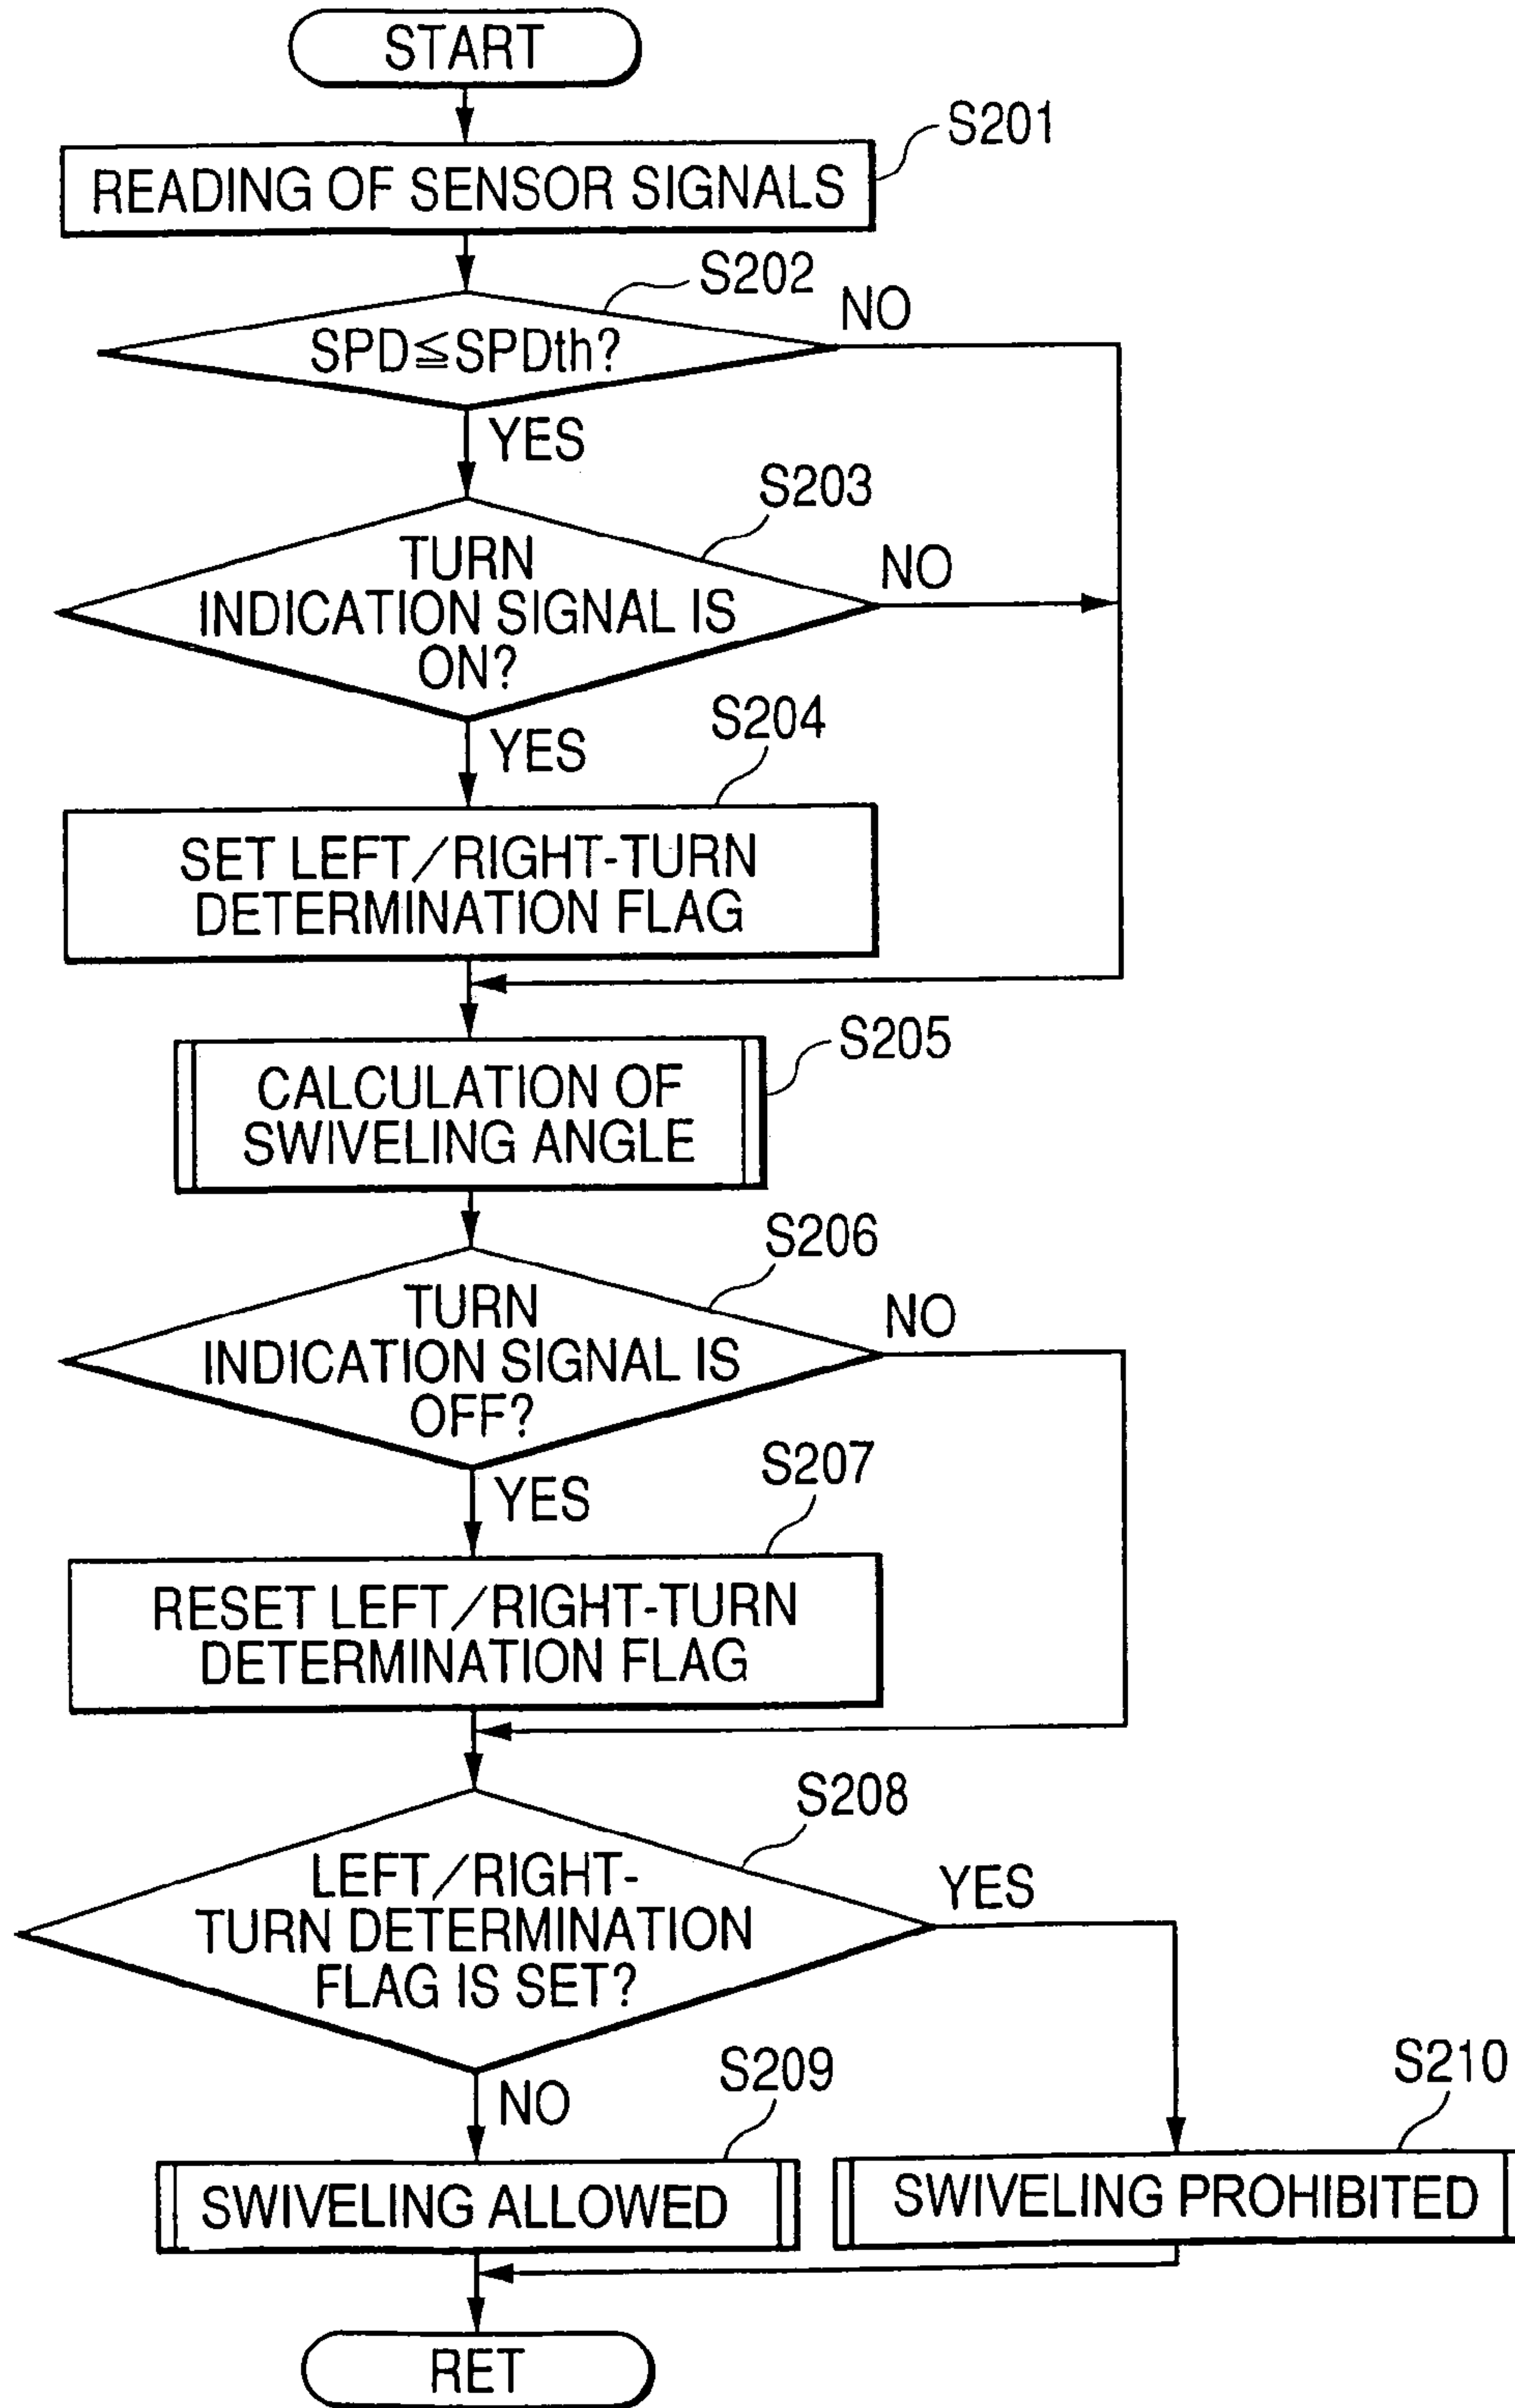 START
S201
READING OF SENSOR SIGNALS
S202
NO
SPD≦SPDth?
YES
S203
TURN
INDICATION SIGNAL IS
ON?
NO
YES
S204
SET LEFT/RIGHT-TURN
DETERMINATION FLAG
S205
CALCULATION OF
SWIVELING ANGLE
S206
TURN
INDICATION SIGNAL IS
OFF?
NO
YES
S207
RESET LEFT/RIGHT-TURN
DETERMINATION FLAG
S208
LEFT/RIGHT-
TURN DETERMINATION
FLAG IS SET?
YES
NO
S209
S210
SWIVELING ALLOWED
SWIVELING PROHIBITED
RET